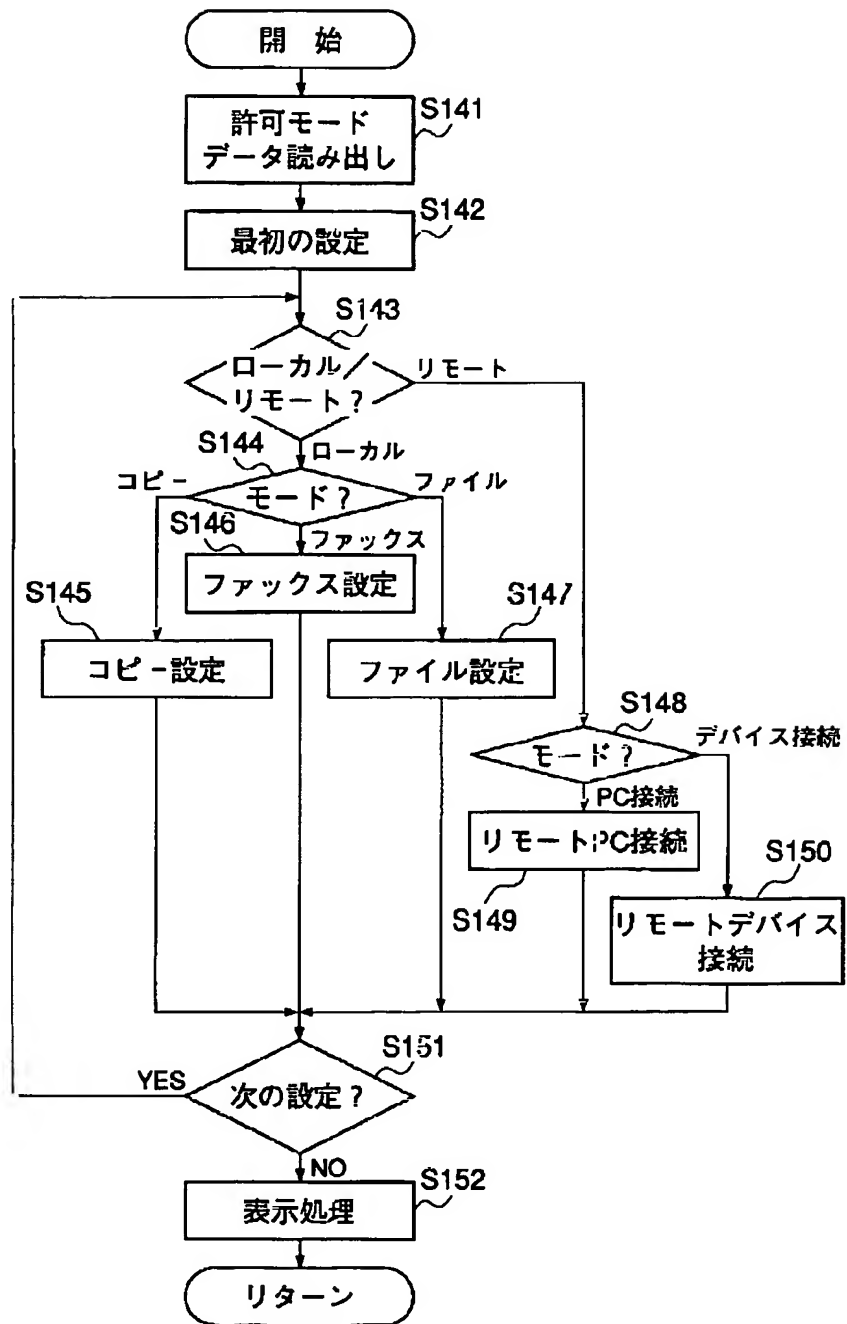 開 始
S141
許可モード
データ読み出し
S142
最初の設定
S143
ローカル／
リモート？
リモート
ローカル
S144
モード？
コピー
ファイル
ファックス
S146
ファックス設定
S145
コピー設定
S147
ファイル設定
S148
モード？
デバイス接続
PC接続
リモートPC接続
S149
S150
リモートデバイス
接続
S151
次の設定？
YES
NO
S152
表示処理
リターン